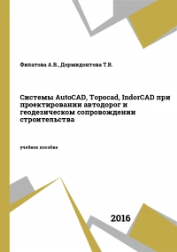 Филатова А.В., Дормидонтова Т.В.
Системы AutoCAD, Topocad, IndorCAD при
проектировании автодорог и
геодезическом сопровождении
строительства
учебное пособие
2016